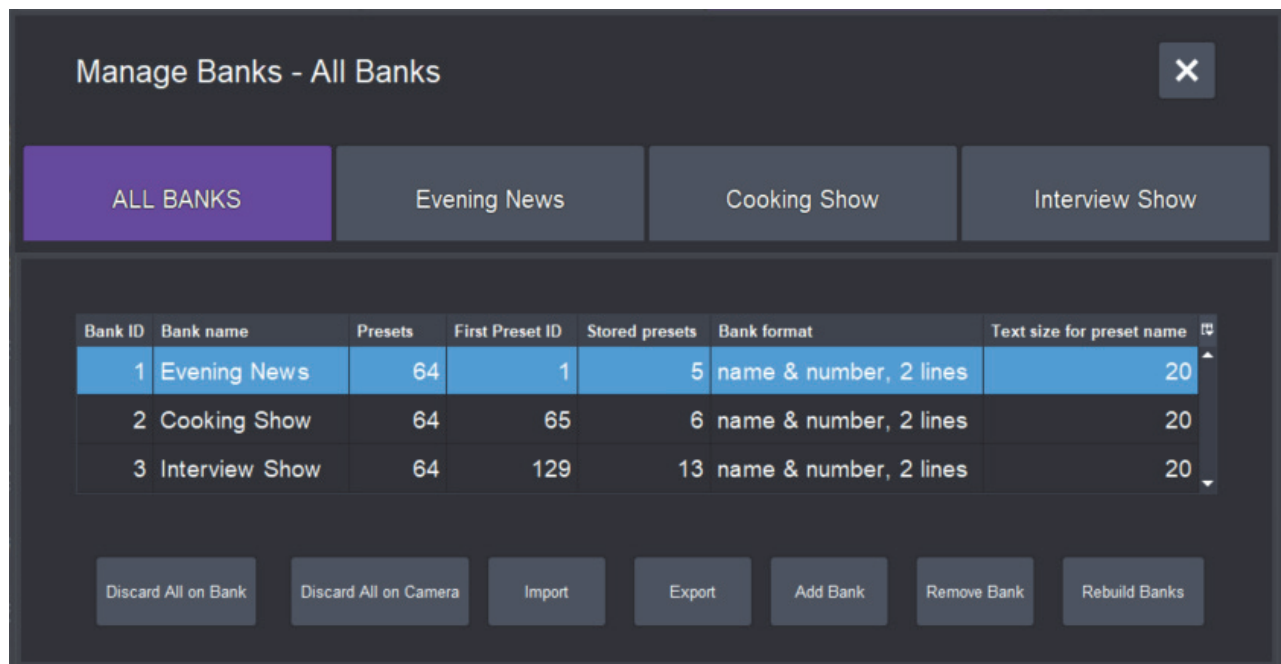 Manage Banks - All Banks
ALL BANKS Evening News Cooking Show Interview Show
Bank ID Bank name Presets First Preset ID Stored presets Bank format Text size for preset name
1 Evening News 64 1 5 name & number, 2 lines 20
2 Cooking Show 64 65 6 name & number, 2 lines 20
3 Interview Show 64 129 13 name & number, 2 lines 20
Discard All on Bank Discard All on Camera Import Export Add Bank Remove Bank Rebuild Banks